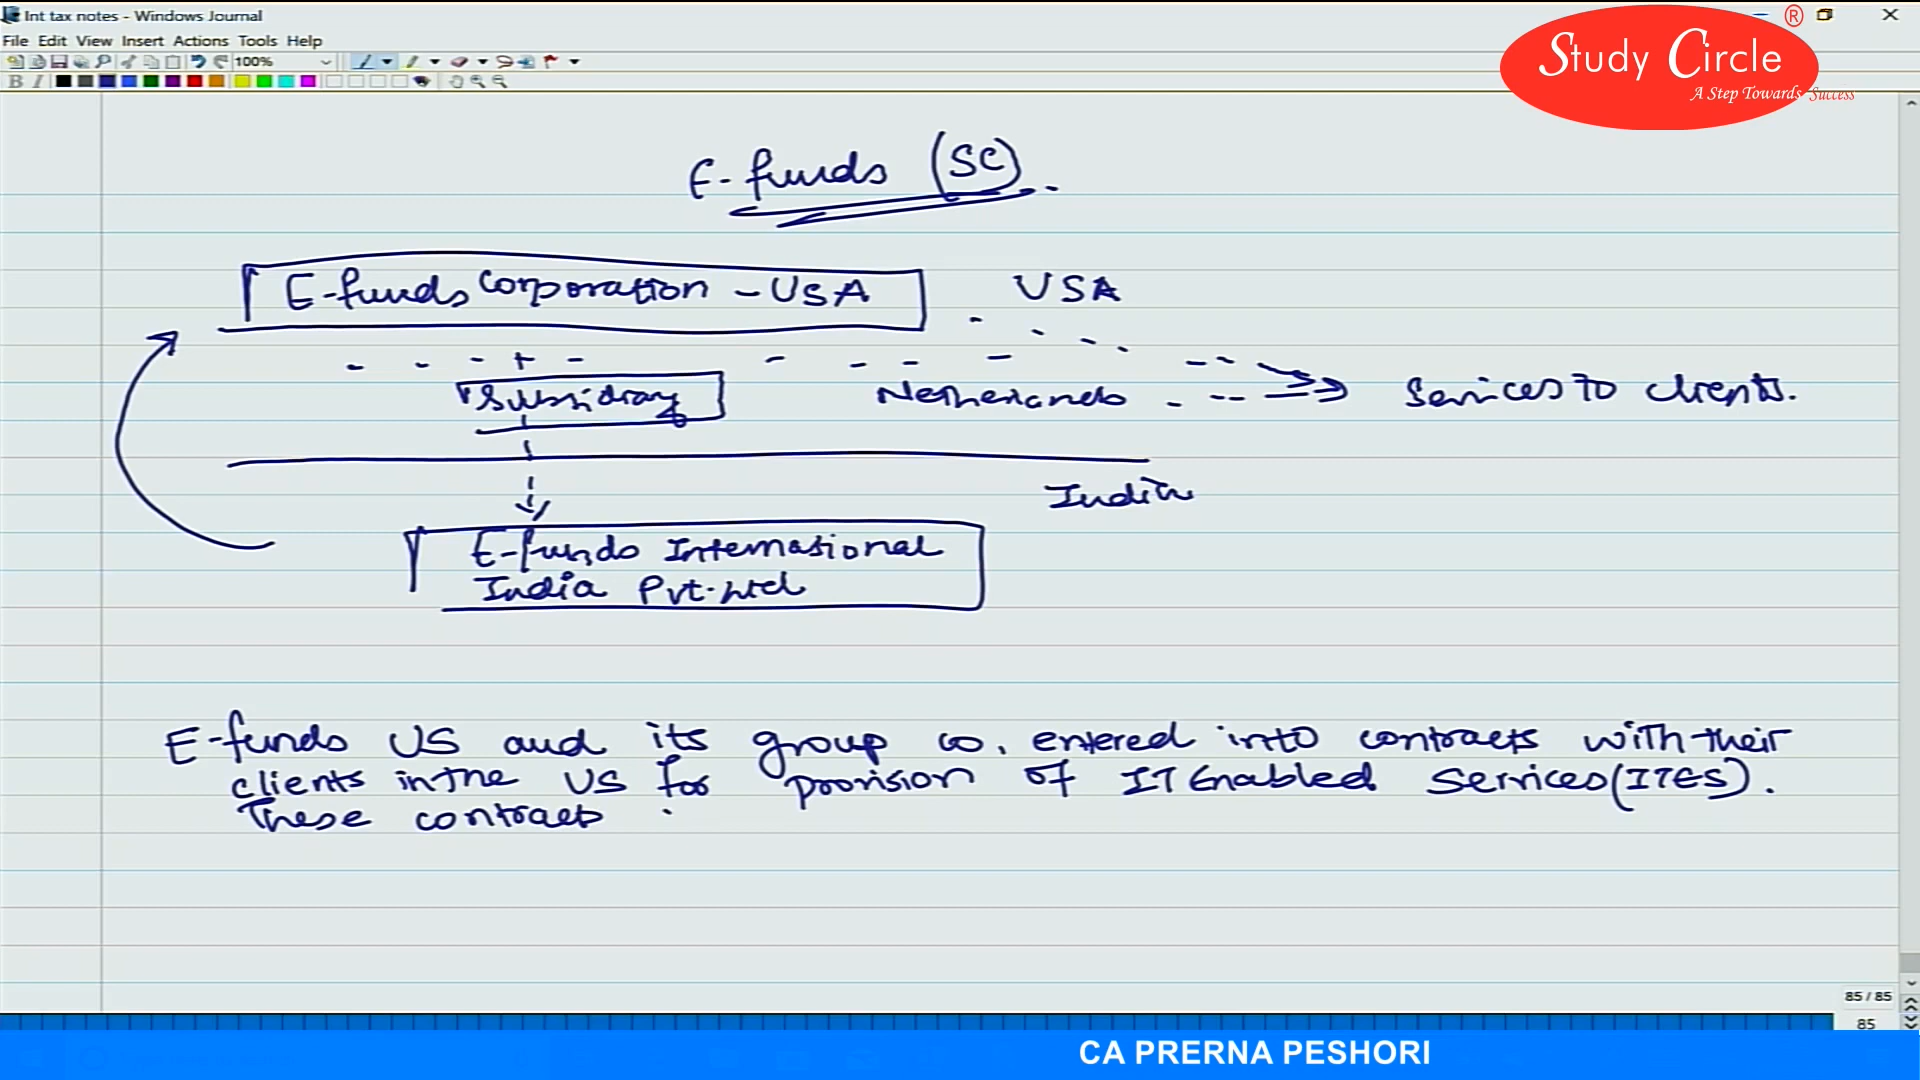 Int tax notes - Windows Journal
File Edit View Insert Actions Tools Help
100%
B I
Study Circle ®
A Step Towards Success
E-funds (SC)
E-funds Corporation - USA
USA
Subsidiary
Netherlands
Services to clients.
India
E-funds International
India Pvt. Ltd
E-funds US and its group co. entered into contracts with their
clients in the US for provision of IT Enabled Services (ITES).
These contracts
85 / 85
85
CA PRERNA PESHORI